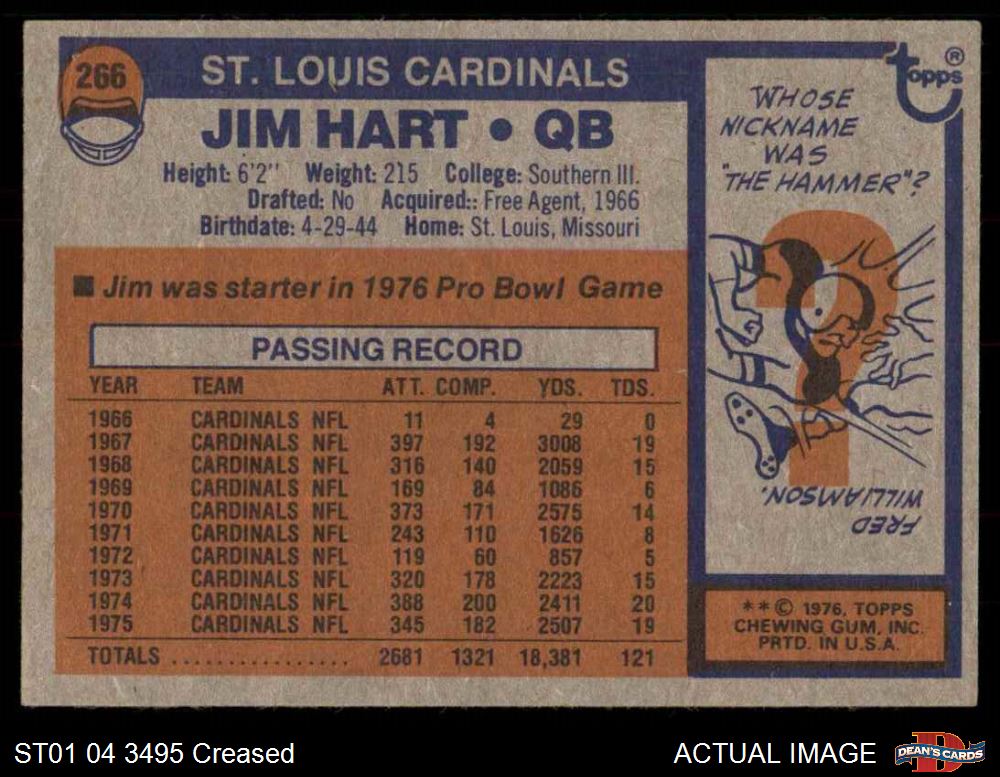 266
ST. LOUIS CARDINALS
JIM HART • QB
Height: 6'2" Weight: 215 College: Southern Ill.
Drafted: No Acquired:: Free Agent, 1966
Birthdate: 4-29-44 Home: St. Louis, Missouri
■ Jim was starter in 1976 Pro Bowl Game
PASSING RECORD
YEAR TEAM ATT. COMP. YDS. TDS.
1966 CARDINALS NFL 11 4 29 0
1967 CARDINALS NFL 397 192 3008 19
1968 CARDINALS NFL 316 140 2059 15
1969 CARDINALS NFL 169 84 1086 6
1970 CARDINALS NFL 373 171 2575 14
1971 CARDINALS NFL 243 110 1626 8
1972 CARDINALS NFL 119 60 857 5
1973 CARDINALS NFL 320 178 2223 15
1974 CARDINALS NFL 388 200 2411 20
1975 CARDINALS NFL 345 182 2507 19
TOTALS ................ 2681 1321 18,381 121
topps ®
WHOSE
NICKNAME
WAS
"THE HAMMER"?
?
FRED
WILLIAMSON.
**© 1976, TOPPS
CHEWING GUM, INC.
PRTD. IN U.S.A.
ST01 04 3495 Creased
ACTUAL IMAGE
D
DEAN'S CARDS